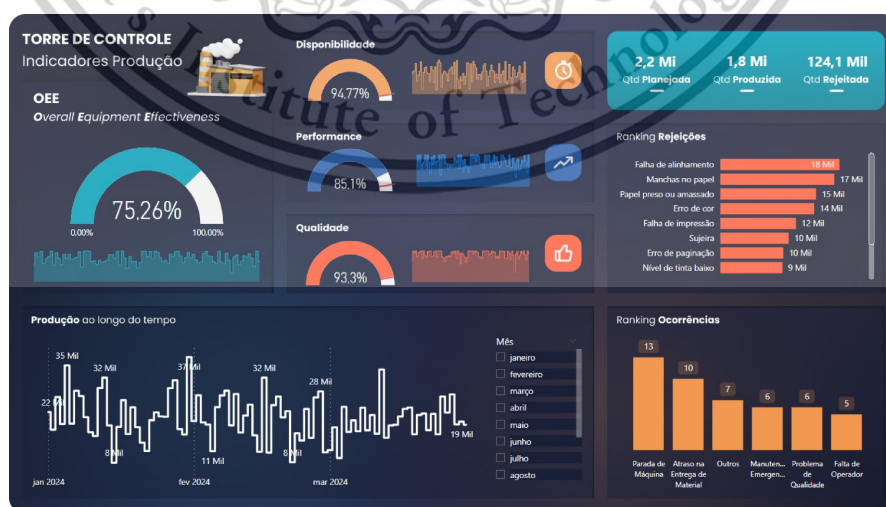 TORRE DE CONTROLE
Indicadores Produção
OEE
Overall Equipment Effectiveness
75,26%
0.00%
100.00%
Disponibilidade
94,77%
Performance
85,1%
Qualidade
93,3%
2,2 Mi
Qtd Planejada
1,8 Mi
Qtd Produzida
124,1 Mil
Qtd Rejeitada
Ranking Rejeições
Falha de alinhamento 18 Mil
Manchas no papel 17 Mil
Papel preso ou amassado 15 Mil
Erro de cor 14 Mil
Falha de impressão 12 Mil
Sujeira 10 Mil
Erro de paginação 10 Mil
Nível de tinta baixo 9 Mil
Produção ao longo do tempo
35 Mil
32 Mil
37 Mil
32 Mil
28 Mil
22
8 Mil
11 Mil
19 Mil
jan 2024
fev 2024
mar 2024
Mês
janeiro
fevereiro
março
abril
maio
junho
julho
agosto
Ranking Ocorrências
13
10
7
6
6
5
Parada de Máquina
Atraso na Entrega de Material
Outros
Manuten... Emergen...
Problema de Qualidade
Falta de Operador
Institute of Technolog